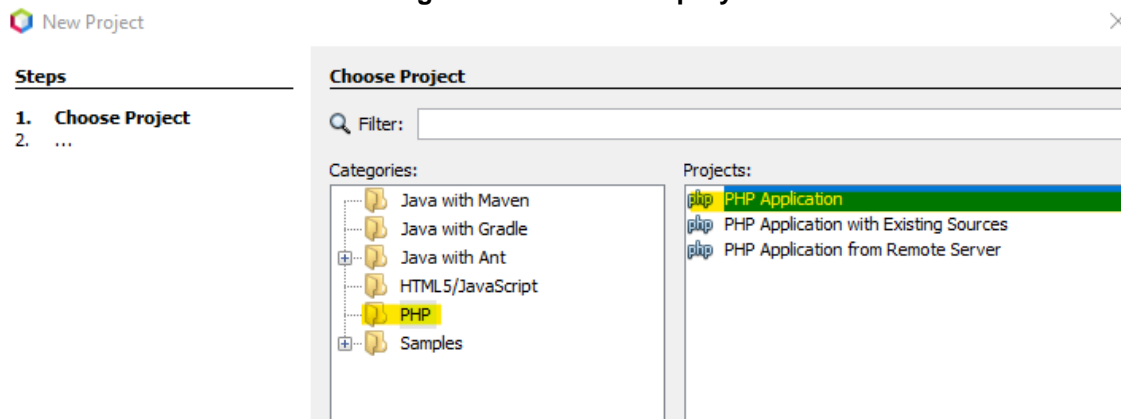 New Project
Steps
1. Choose Project
2. ...
Choose Project
Filter:
Categories:
Java with Maven
Java with Gradle
Java with Ant
HTML5/JavaScript
PHP
Samples
Projects:
php PHP Application
php PHP Application with Existing Sources
php PHP Application from Remote Server